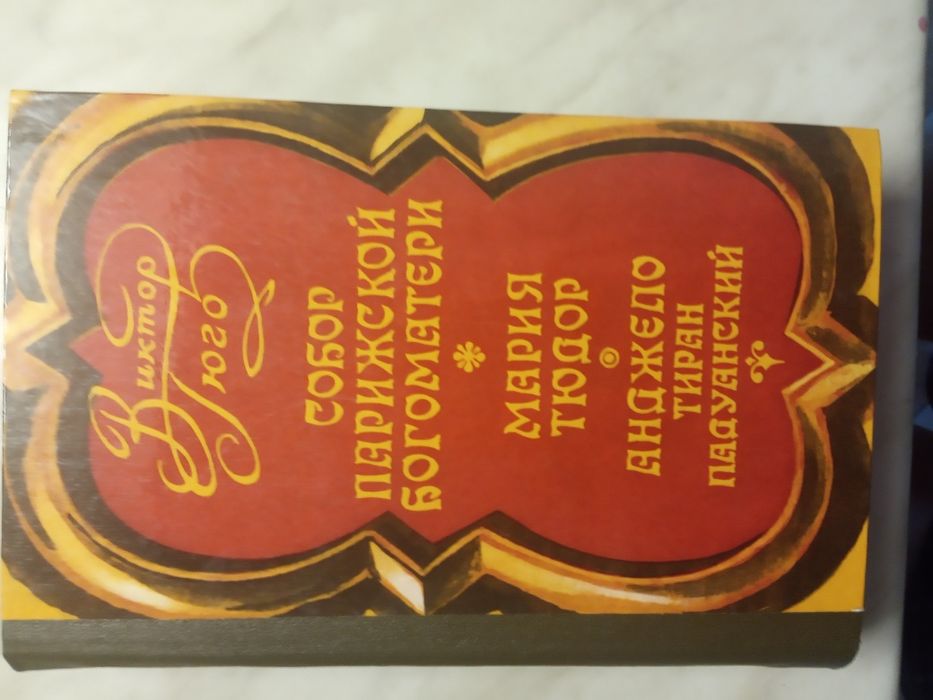 Виктор
Гюго
СОБОР
ПАРИЖСКОЙ
БОГОМАТЕРИ
МАРИЯ
ТЮДОР
АНДЖЕЛО
ТИРАН
ПАДУАНСКИЙ